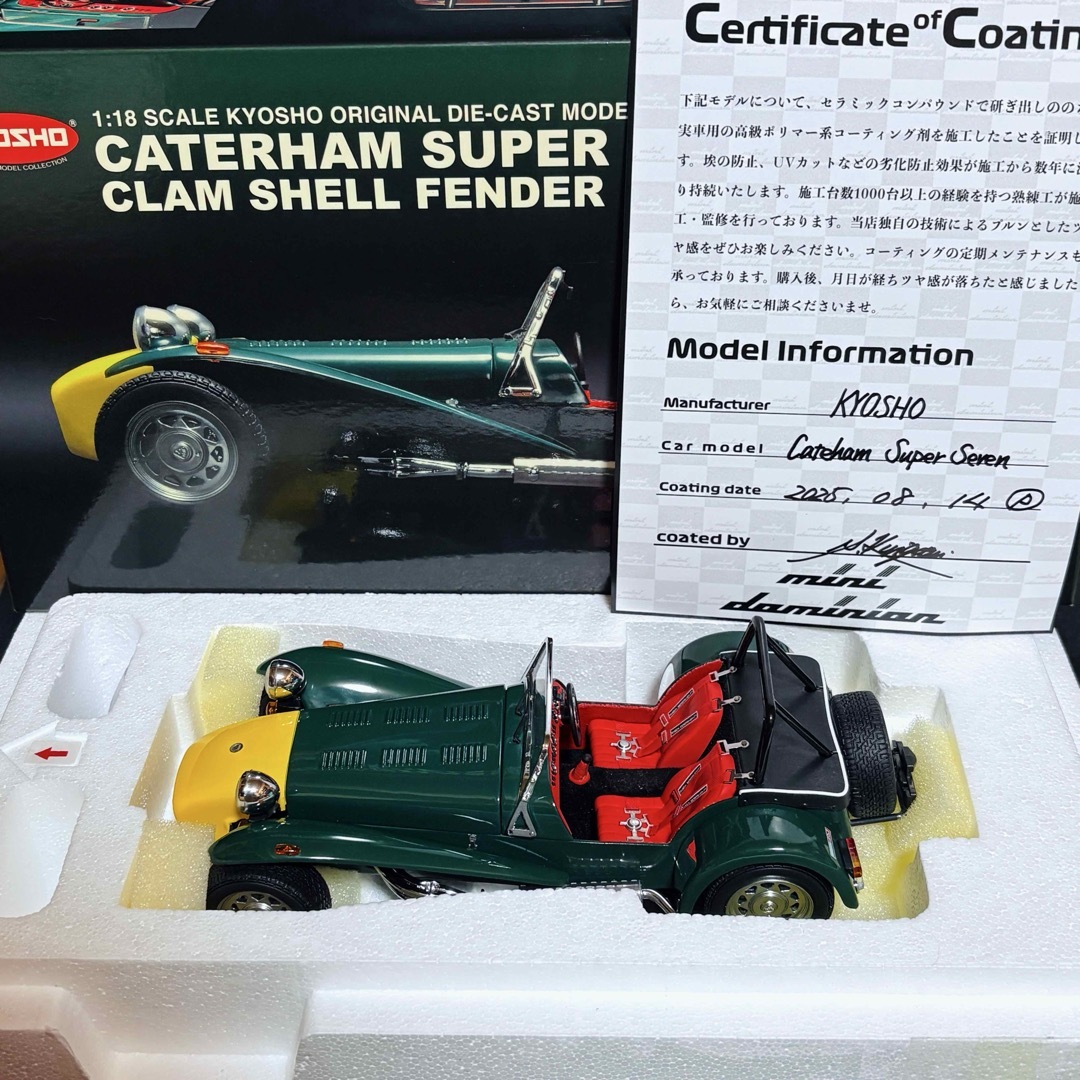 OSHO
MODEL COLLECTION
1:18 SCALE KYOSHO ORIGINAL DIE-CAST MODE
CATERHAM SUPER
CLAM SHELL FENDER
Certificate of Coatin
下記モデルについて、セラミックコンパウンドで研ぎ出しのの
実車用の高級ポリマー系コーティング剤を施工したことを証明し
す。埃の防止、UVカットなどの劣化防止効果が施工から数年に
り持続いたします。施工台数1000台以上の経験を持つ熟練工が施
工・監修を行っております。当店独自の技術によるプルンとしたツ
ヤ感をぜひお楽しみください。コーティングの定期メンテナンスも
承っております。購入後、月日が経ちツヤ感が落ちたと感じました
ら、お気軽にご相談くださいませ。
Model Information
Manufacturer KYOSHO
Car model Cateham Super Seven
Coating date 2025. 08. 14 Ⓐ
coated by
mini
daminian